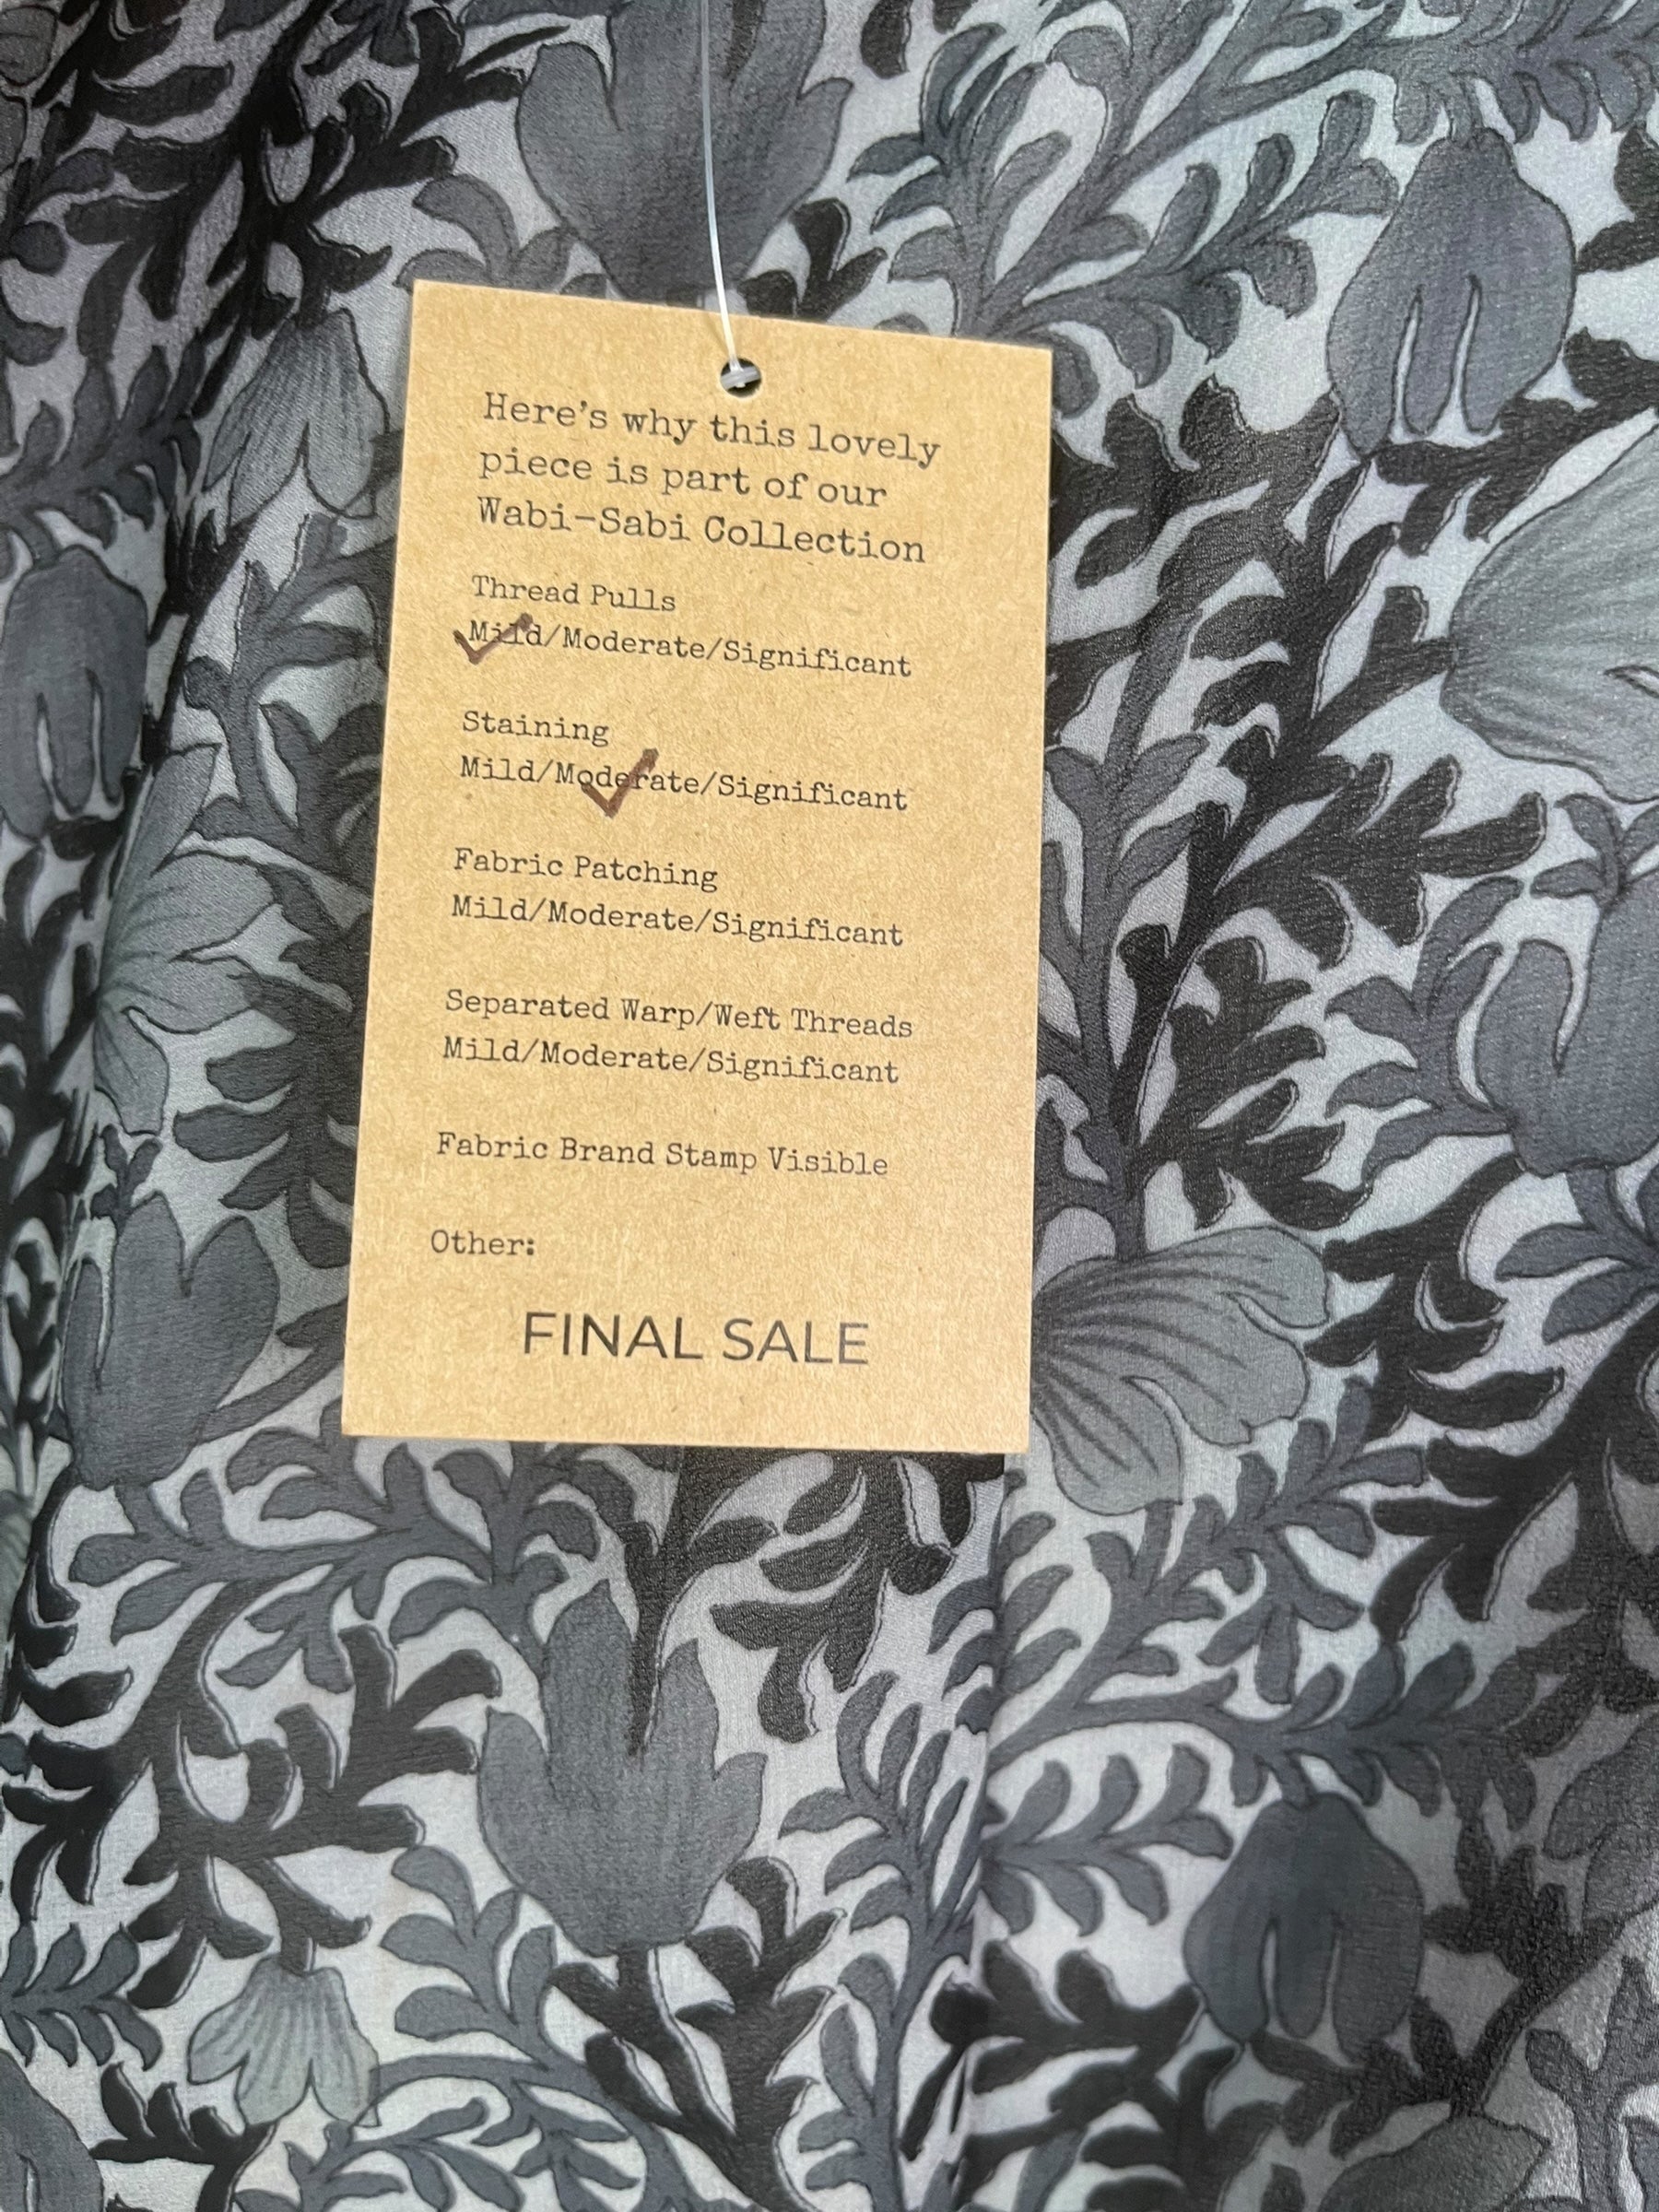 Here's why this lovely
piece is part of our
Wabi-Sabi Collection
Thread Pulls
Mild/Moderate/Significant
Staining
Mild/Moderate/Significant
Fabric Patching
Mild/Moderate/Significant
Separated Warp/Weft Threads
Mild/Moderate/Significant
Fabric Brand Stamp Visible
Other:
FINAL SALE